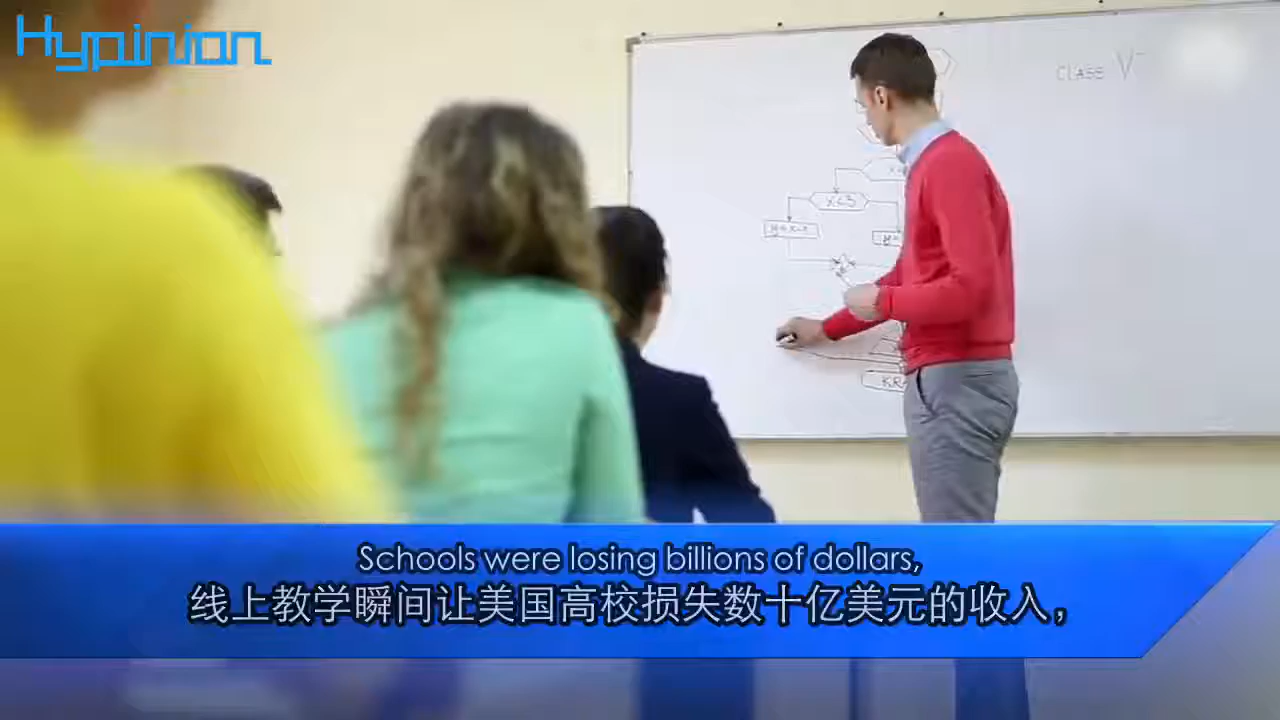 Hypinion
CLASS V
x<3
Schools were losing billions of dollars,
线上教学瞬间让美国高校损失数十亿美元的收入，